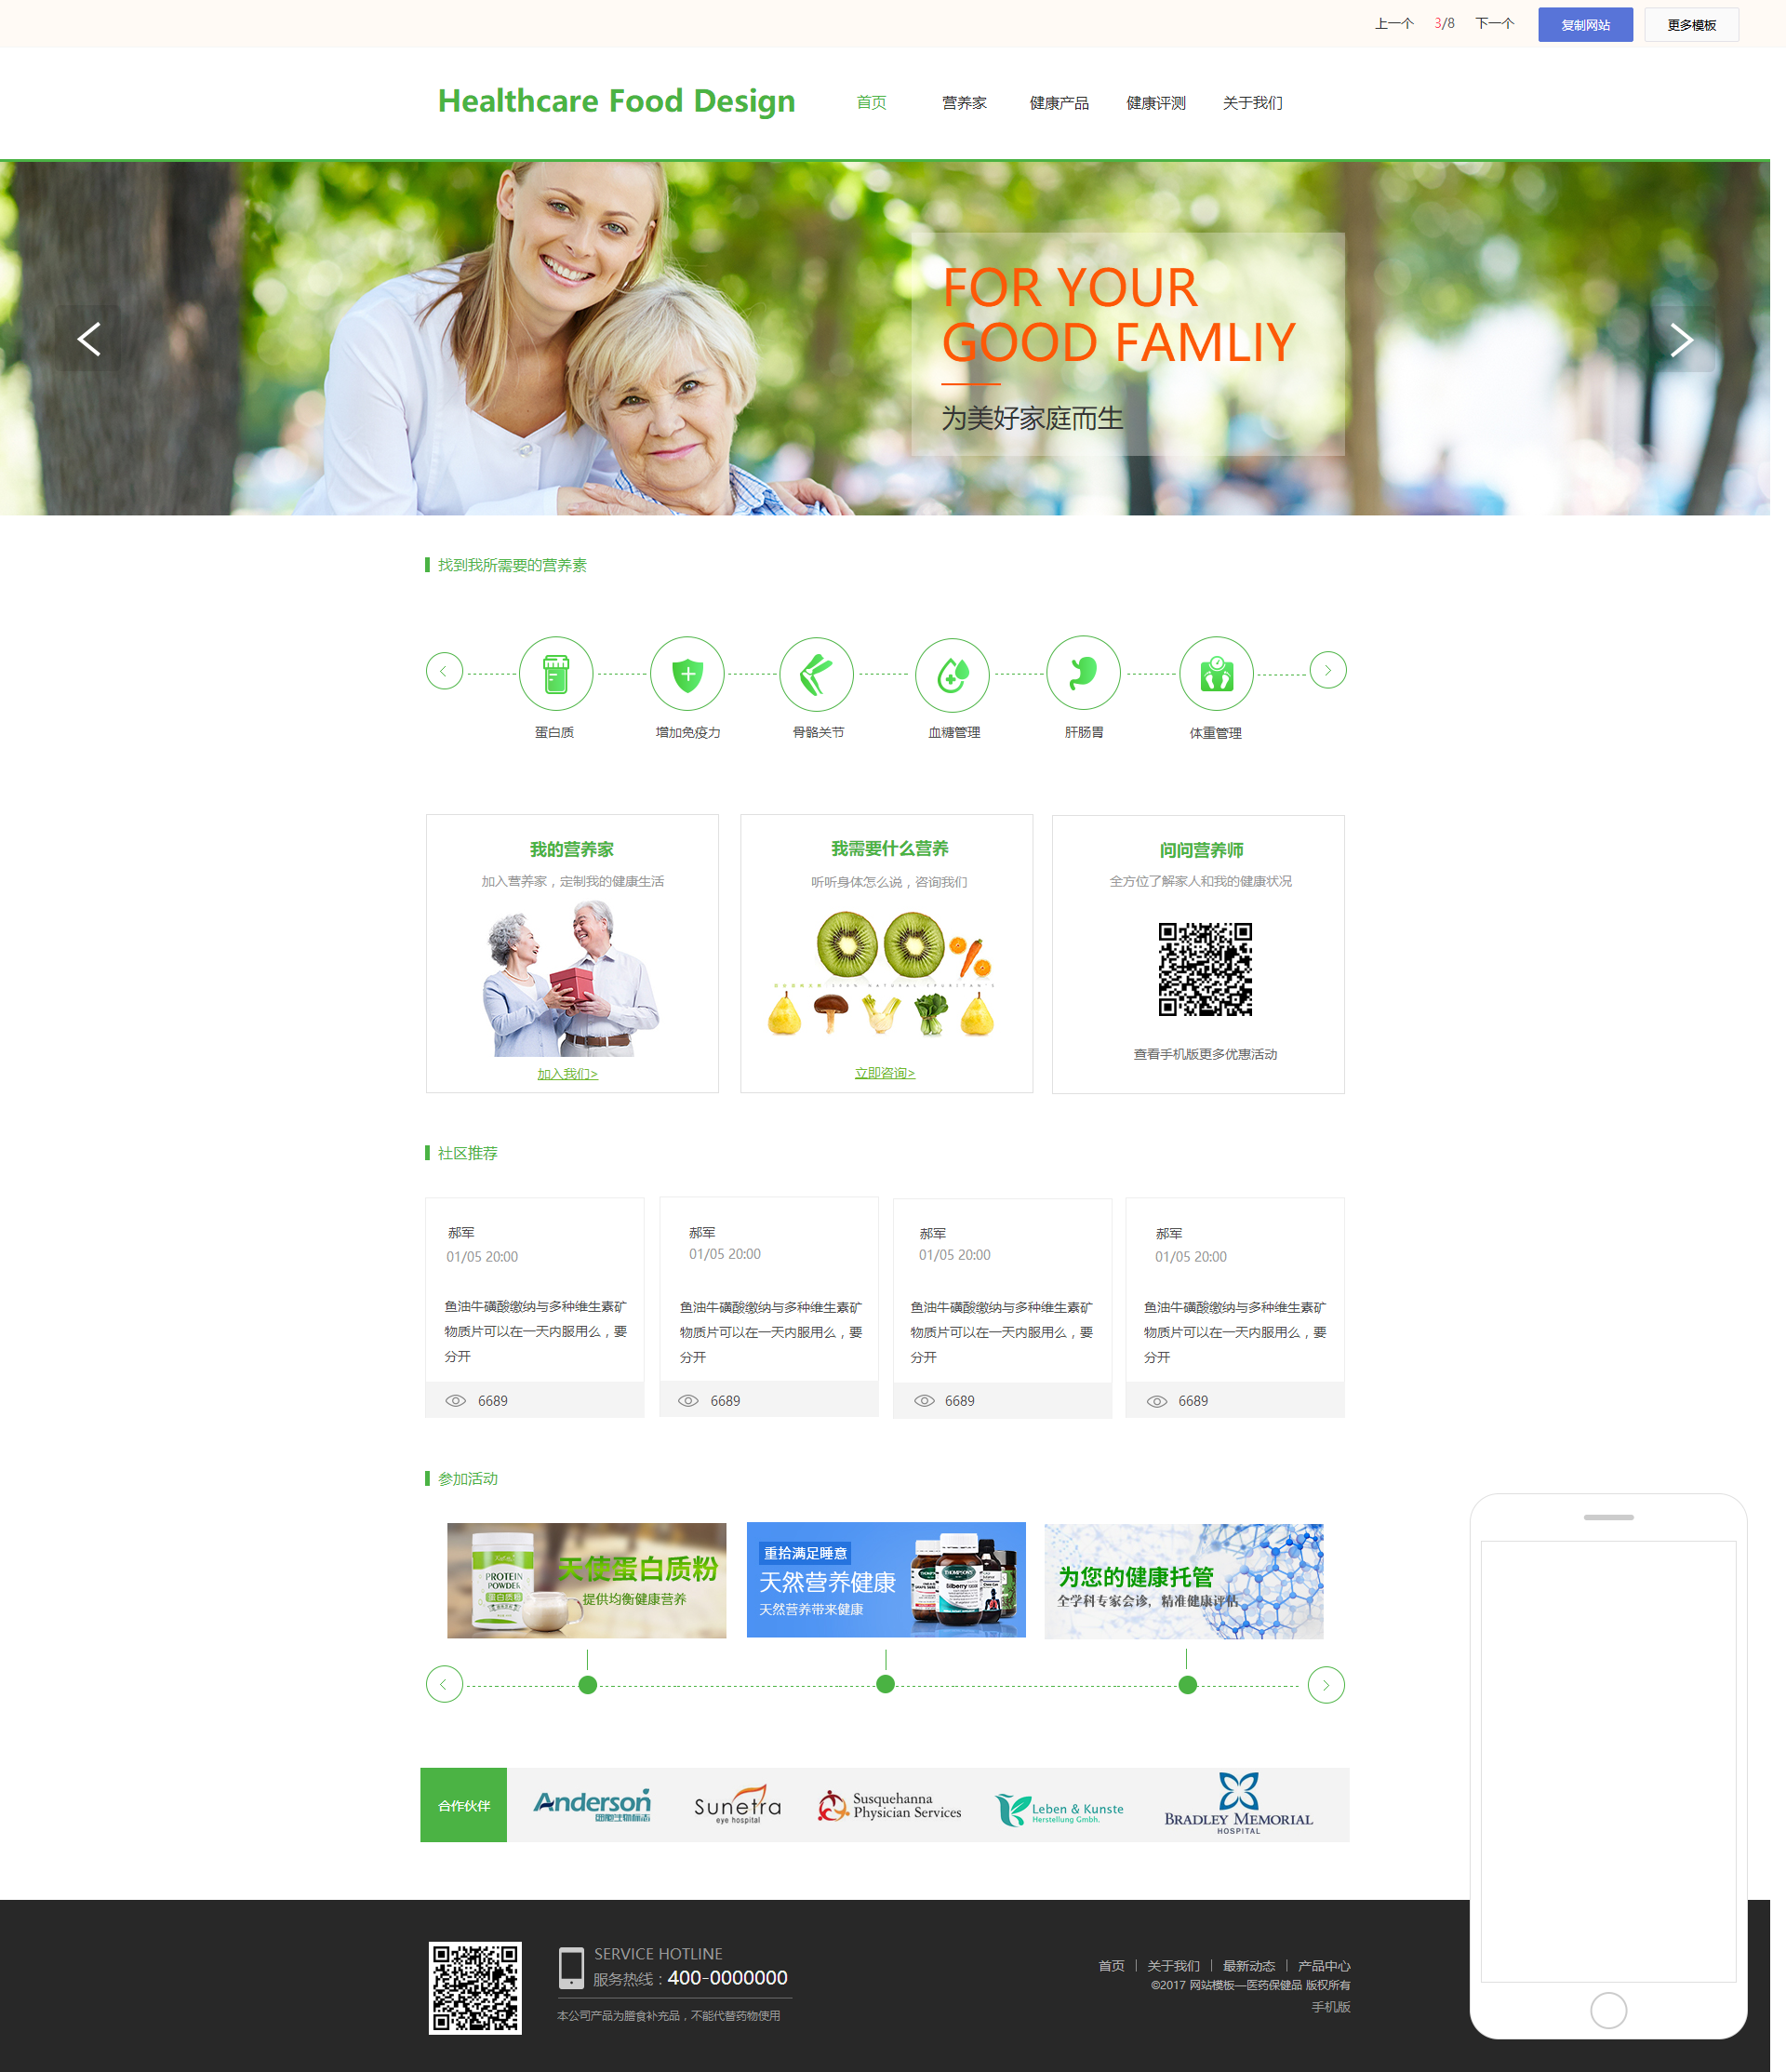 上一个 3/8 下一个 复制网站 更多模板
Healthcare Food Design 首页 营养家 健康产品 健康评测 关于我们
FOR YOUR
GOOD FAMLIY
为美好家庭而生
找到我所需要的营养素
蛋白质 增加免疫力 骨骼关节 血糖管理 肝肠胃 体重管理
我的营养家
加入营养家，定制我的健康生活
加入我们>
我需要什么营养
听听身体怎么说，咨询我们
立即咨询>
问问营养师
全方位了解家人和我的健康状况
查看手机版更多优惠活动
社区推荐
郝军
01/05 20:00
鱼油牛磺酸缴纳与多种维生素矿
物质片可以在一天内服用么，要
分开
6689
郝军
01/05 20:00
鱼油牛磺酸缴纳与多种维生素矿
物质片可以在一天内服用么，要
分开
6689
郝军
01/05 20:00
鱼油牛磺酸缴纳与多种维生素矿
物质片可以在一天内服用么，要
分开
6689
郝军
01/05 20:00
鱼油牛磺酸缴纳与多种维生素矿
物质片可以在一天内服用么，要
分开
6689
参加活动
PROTEIN
POWDER
蛋白质粉
天使蛋白质粉
提供均衡健康营养
重拾满足睡意
天然营养健康
天然营养带来健康
THOMPSON'S
Bilberry
为您的健康托管
全学科专家会诊，精准健康评估
合作伙伴
Anderson
Sunetra
eye hospital
Susquehanna
Physician Services
Leben & Kunste
Herstellung Gmbh.
BRADLEY MEMORIAL
HOSPITAL
SERVICE HOTLINE
服务热线：400-0000000
本公司产品为膳食补充品，不能代替药物使用
首页 | 关于我们 | 最新动态 | 产品中心
©2017 网站模板—医药保健品 版权所有
手机版